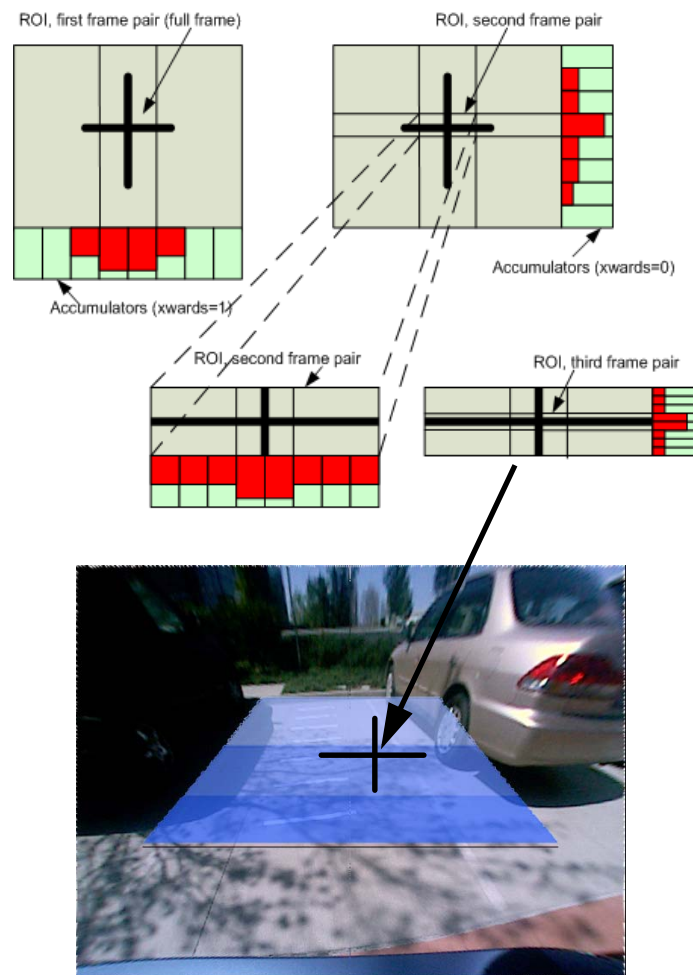 ROI, first frame pair (full frame)
ROI, second frame pair
Accumulators (xwards=0)
Accumulators (xwards=1)
ROI, second frame pair
ROI, third frame pair